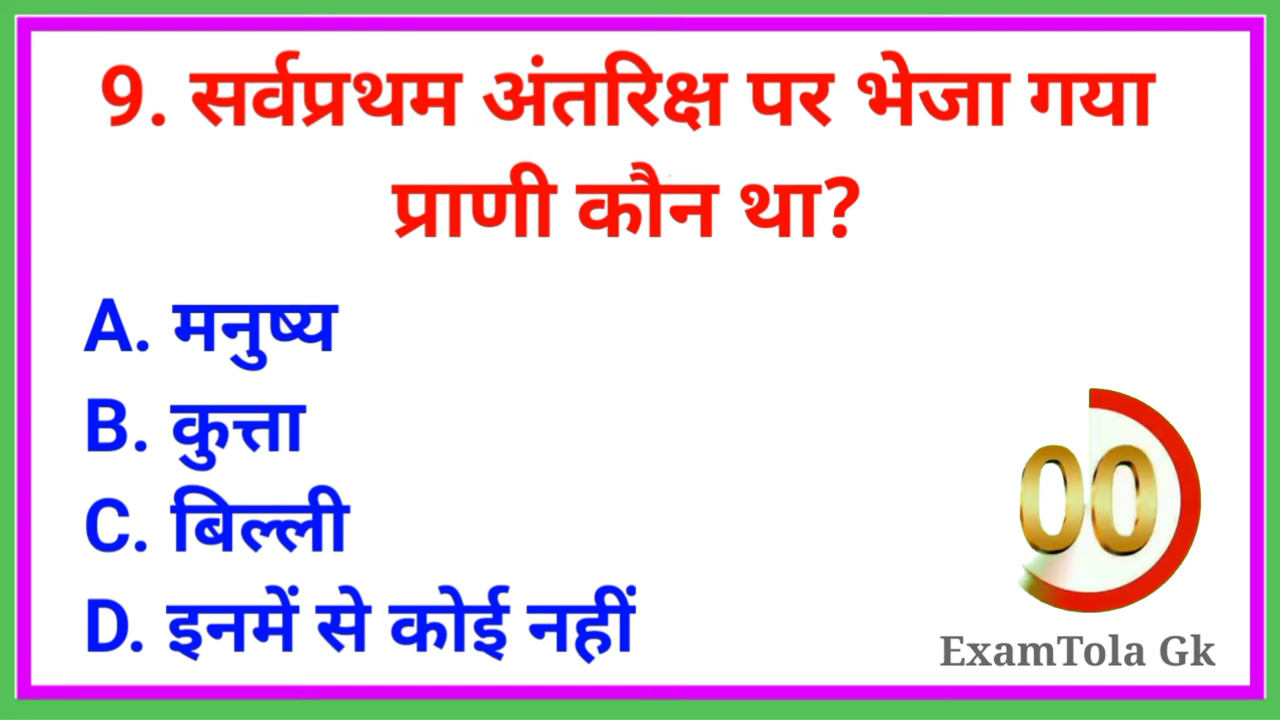 9. सर्वप्रथम अंतरिक्ष पर भेजा गया
प्राणी कौन था?
A. मनुष्य
B. कुत्ता
C. बिल्ली
D. इनमें से कोई नहीं
00
ExamTola Gk